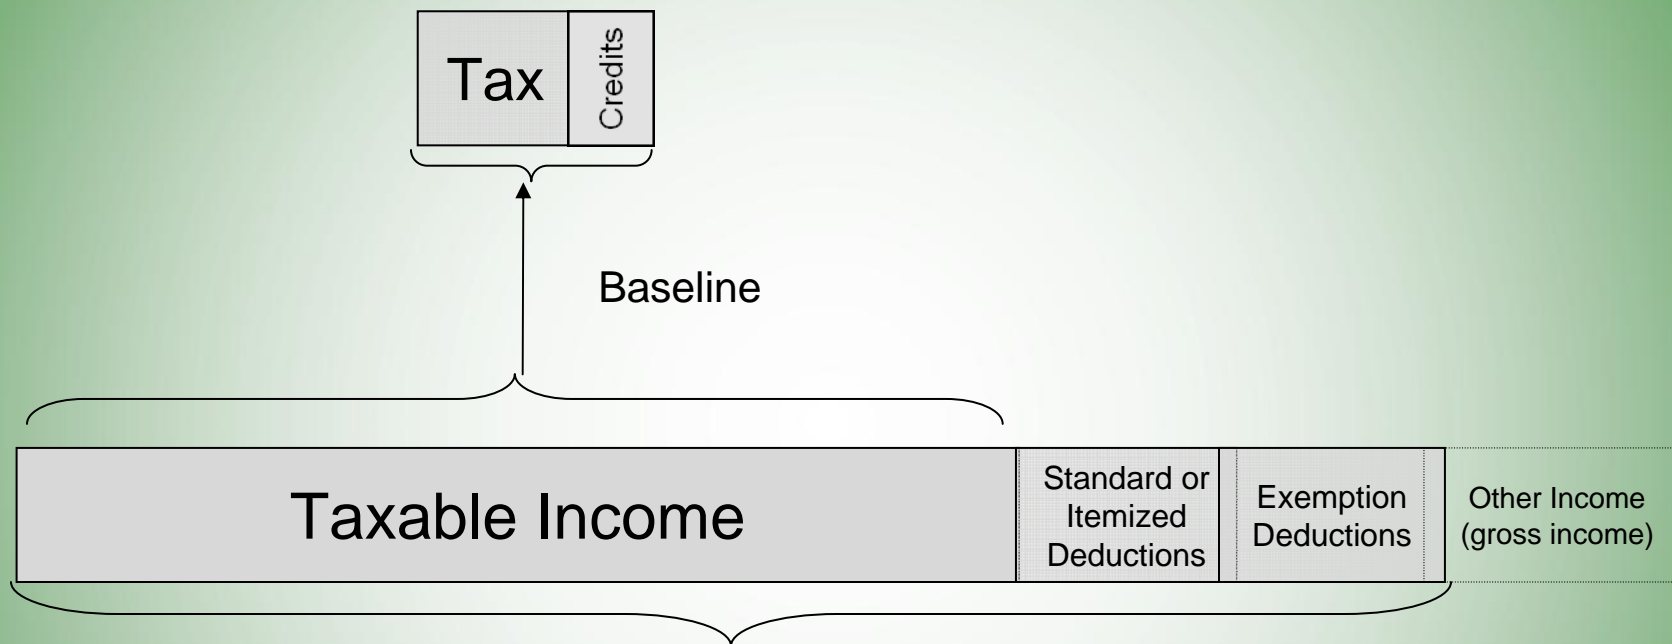 Tax
Credits
Baseline
Taxable Income
Standard or
Itemized
Deductions
Exemption
Deductions
Other Income
(gross income)